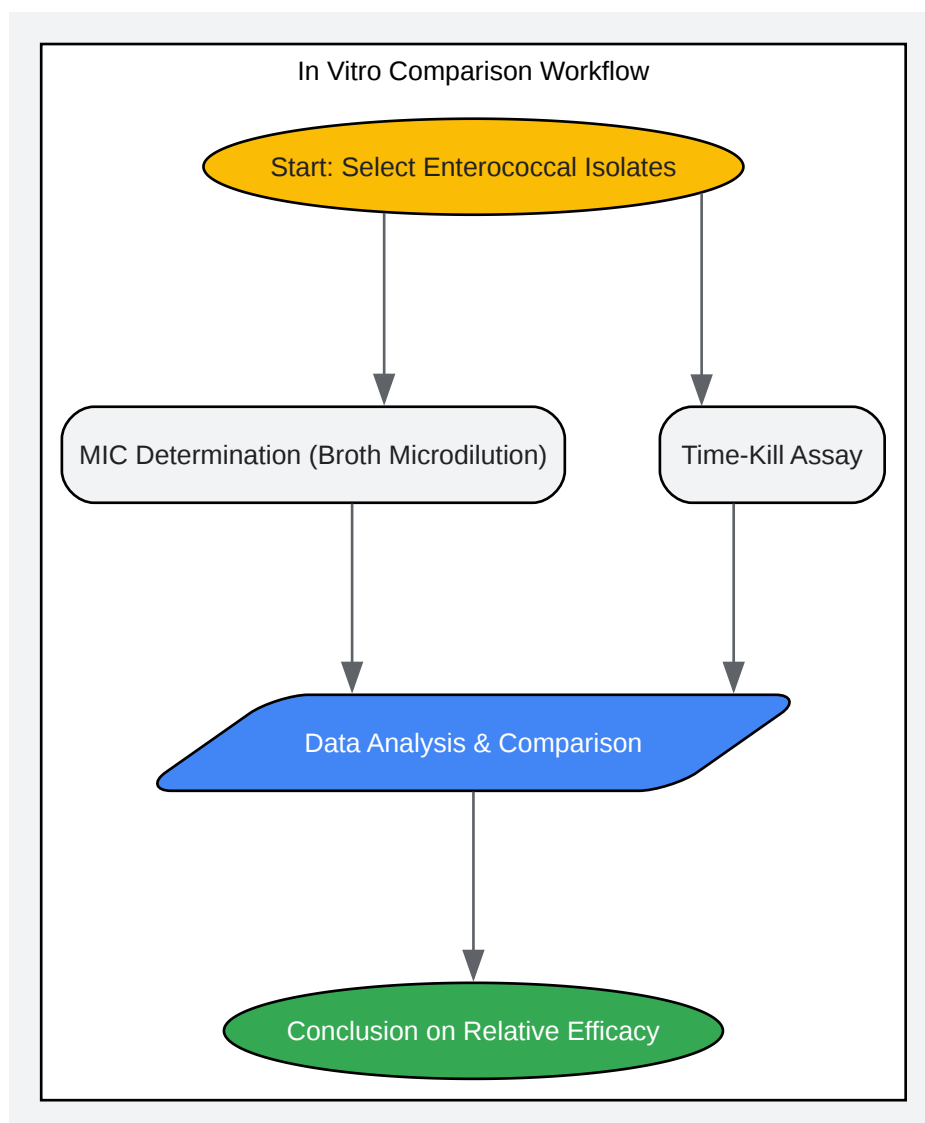 In Vitro Comparison Workflow
Start: Select Enterococcal Isolates
MIC Determination (Broth Microdilution)
Time-Kill Assay
Data Analysis & Comparison
Conclusion on Relative Efficacy